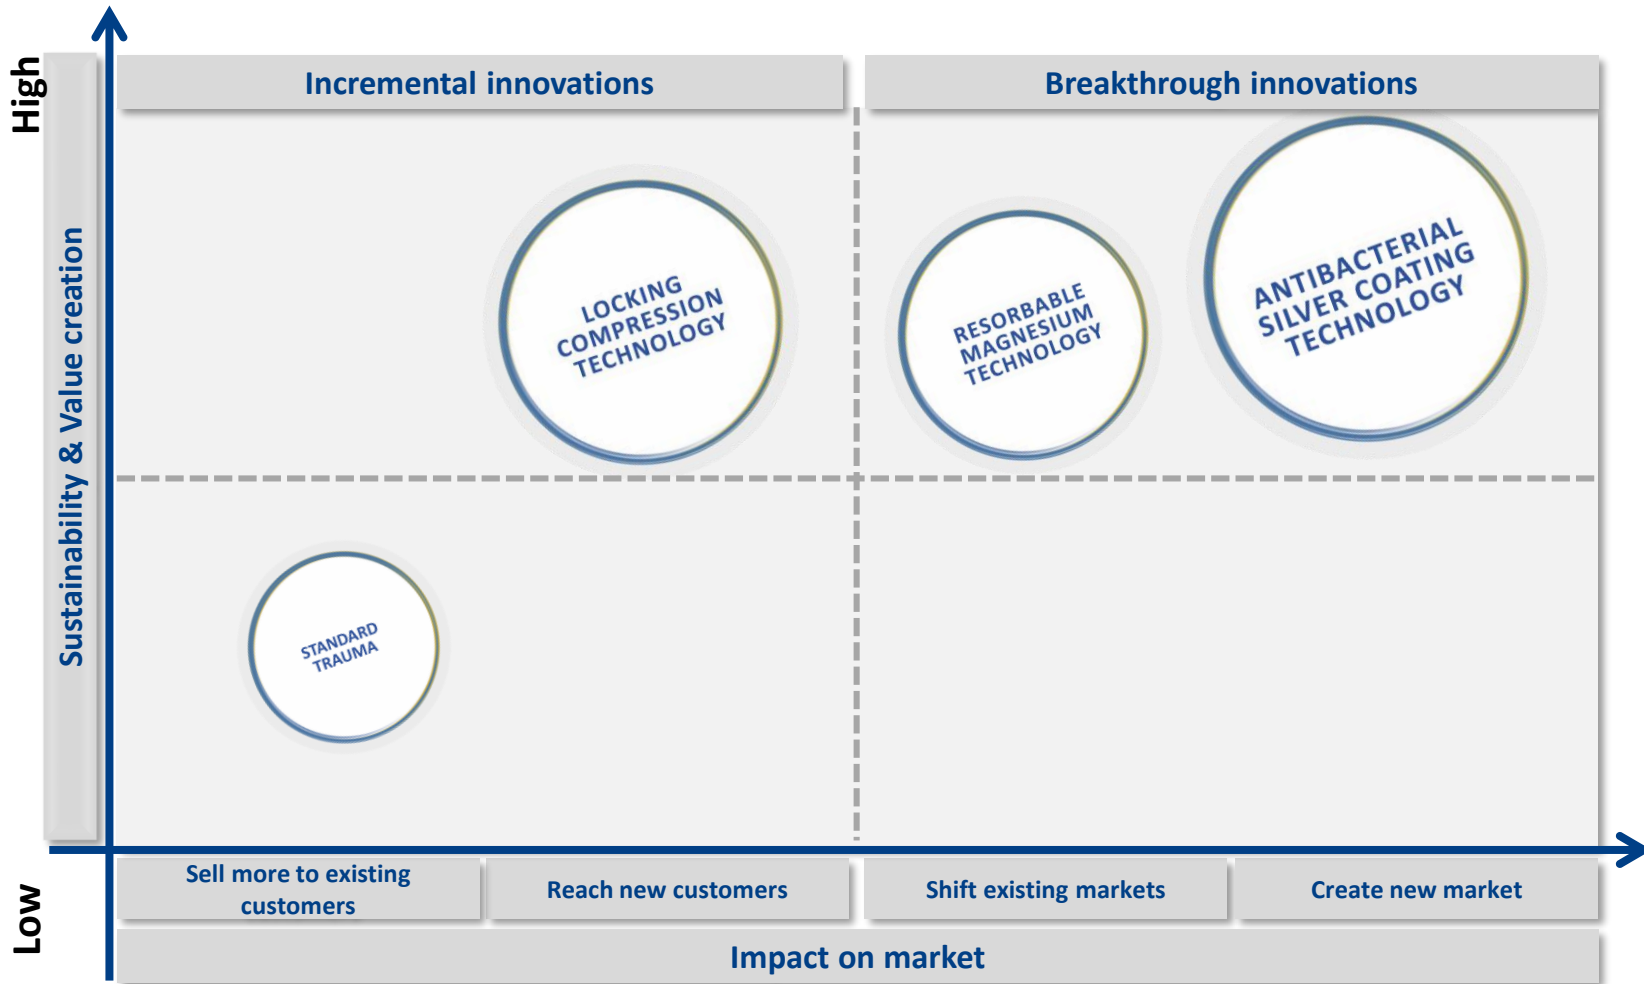 High
Sustainability & Value creation
Low
Incremental innovations
Breakthrough innovations
LOCKING
COMPRESSION
TECHNOLOGY
RESORBABLE
MAGNESIUM
TECHNOLOGY
ANTIBACTERIAL
SILVER COATING
TECHNOLOGY
STANDARD
TRAUMA
Sell more to existing
customers
Reach new customers
Shift existing markets
Create new market
Impact on market